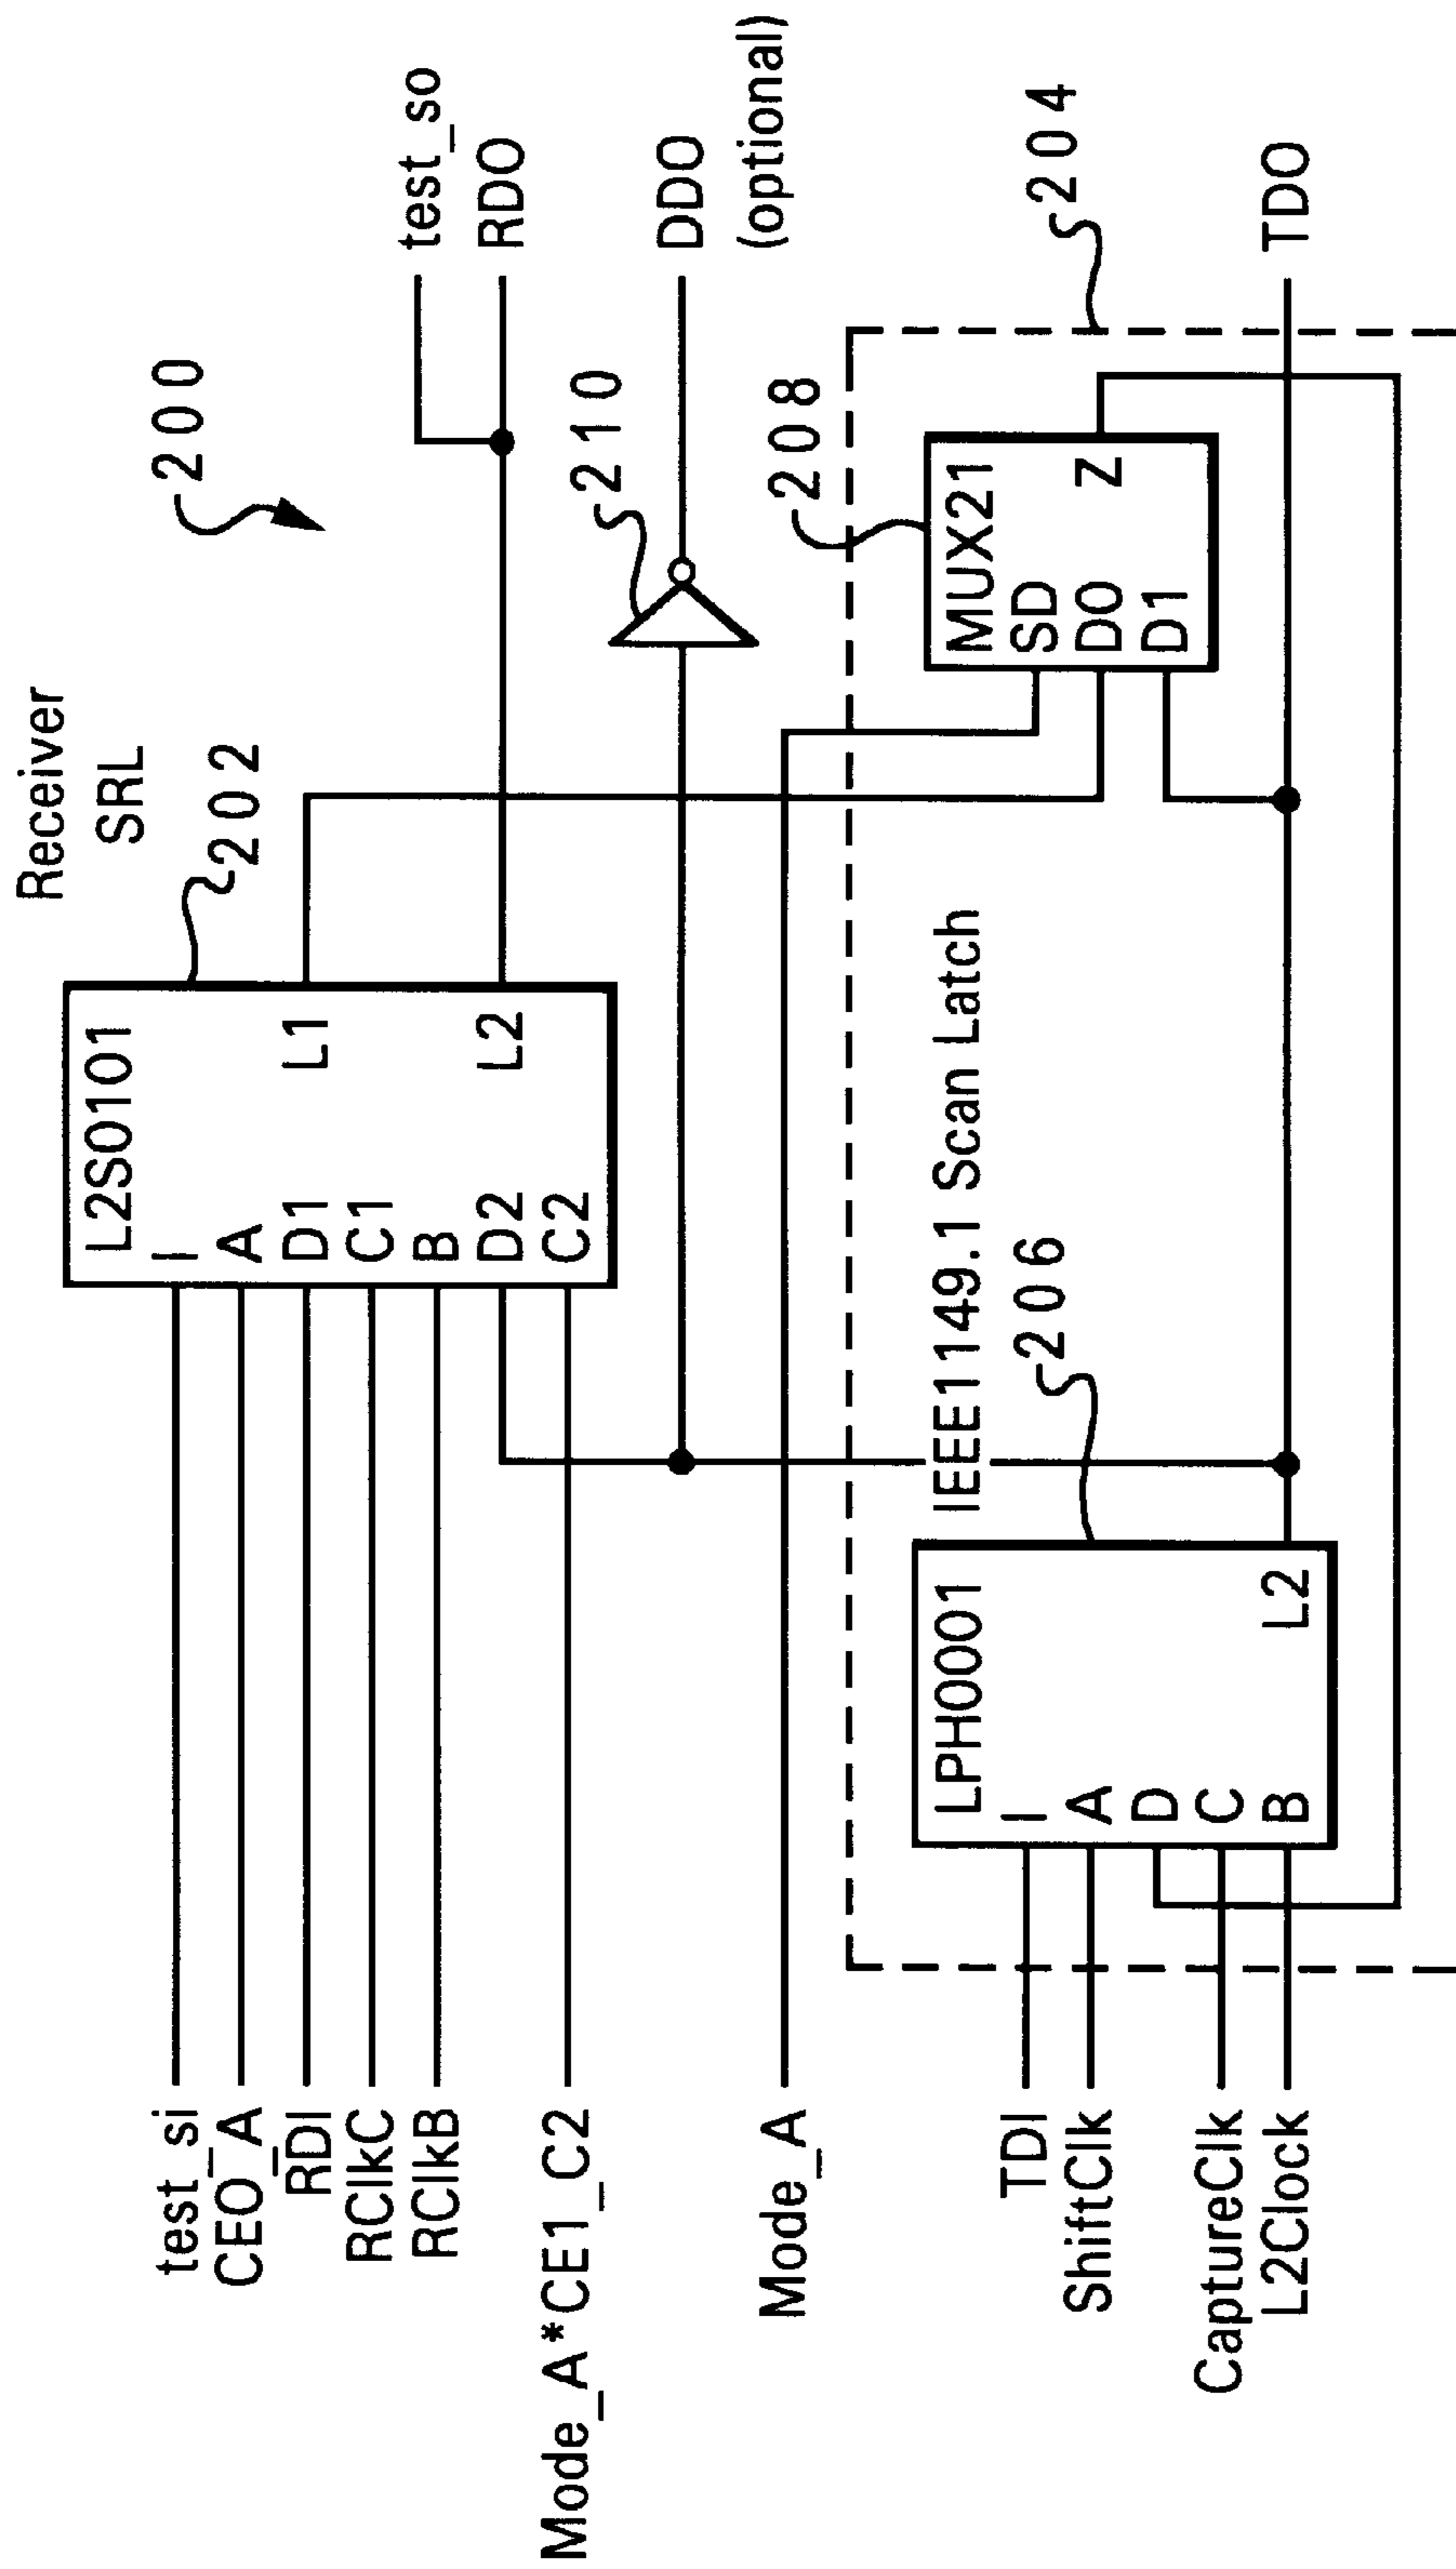 200
Receiver
SRL
202
test_si
CE0_A
RDI
RClkC
RClkB
Mode_A*CE1_C2
L2S0101
I
A
D1
C1
B
D2
C2
L1
L2
test_so
RDO
210
DDO
(optional)
Mode_A
208
204
IEEE1149.1 Scan Latch
206
TDI
ShiftClk
CaptureClk
L2Clock
LPH0001
I
A
D
C
B
L2
MUX21
SD
D0
D1
Z
TDO